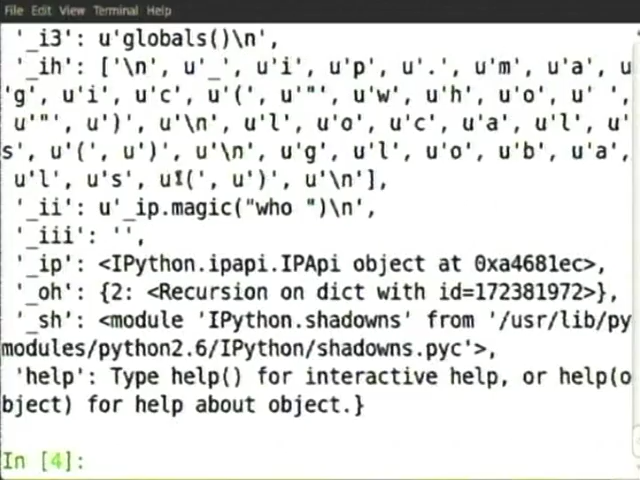 File Edit View Terminal Help
'_i3': u'globals()\n',
'_ih': ['\n', u'_', u'i', u'p', u'.', u'm', u'a', u
'g', u'i', u'c', u'(', u'"', u'w', u'h', u'o', u' ',
u'"', u')', u'\n', u'l', u'o', u'c', u'a', u'l', u'
s', u'(', u')', u'\n', u'g', u'l', u'o', u'b', u'a',
u'l', u's', u'(', u')', u'\n'],
'_ii': u'_ip.magic("who ")\n',
'_iii': '',
'_ip': <IPython.ipapi.IPApi object at 0xa4681ec>,
'_oh': {2: <Recursion on dict with id=172381972>},
'_sh': <module 'IPython.shadowns' from '/usr/lib/py
modules/python2.6/IPython/shadowns.pyc'>,
'help': Type help() for interactive help, or help(o
bject) for help about object.}
In [4]: